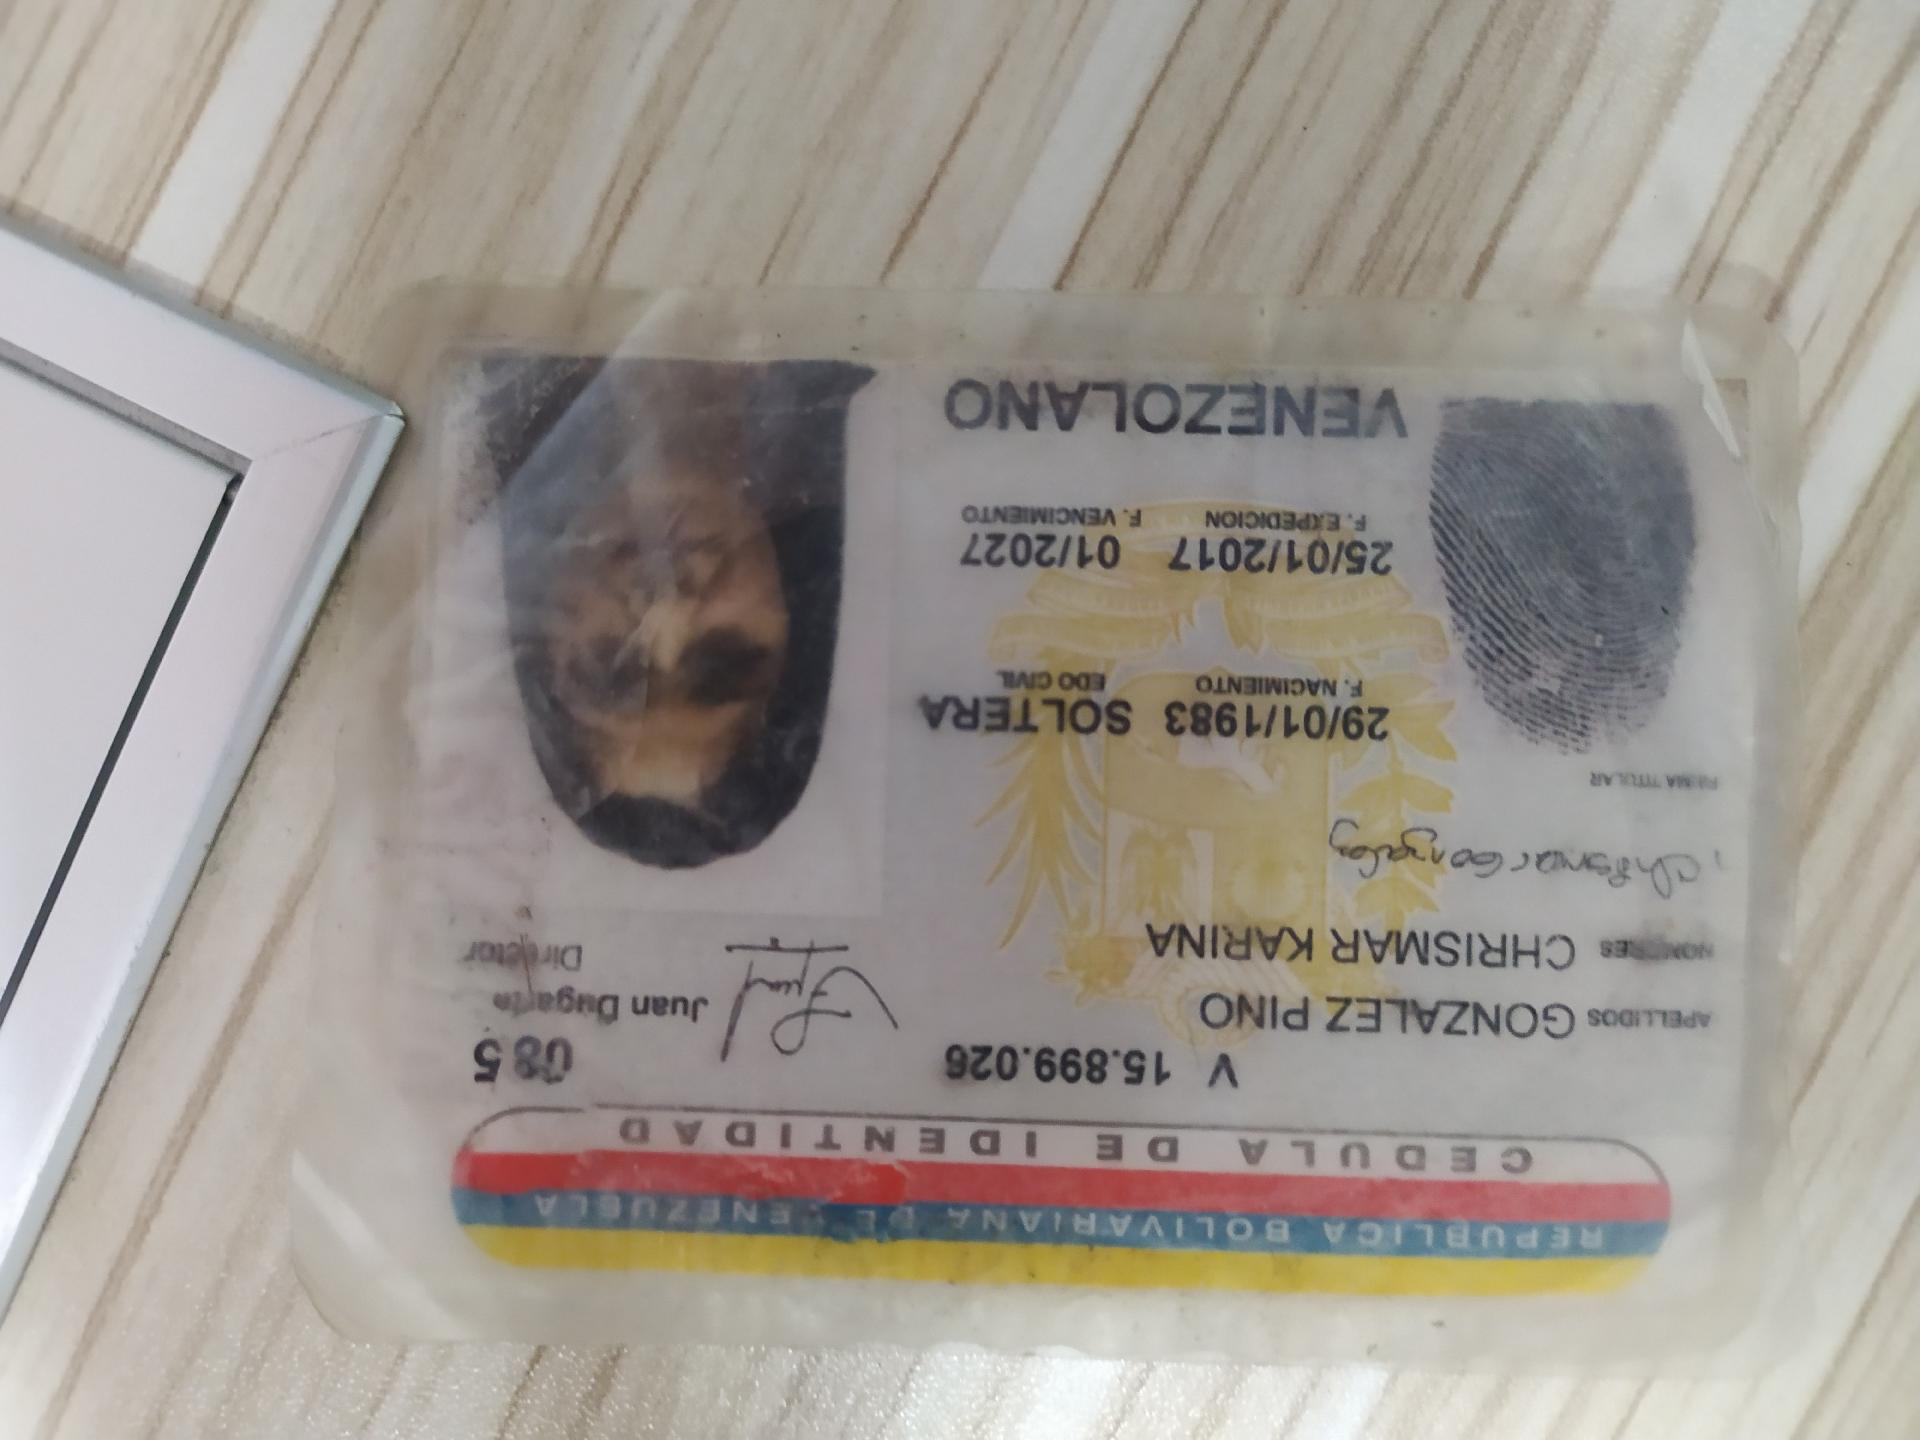 REPUBLICA BOLIVARIANA DE VENEZUELA
CEDULA DE IDENTIDAD
V 15.899.026
085
APELLIDOS GONZALEZ PINO
Juan Dugarte
Director
NOMBRES CHRISMAR KARINA
Chrismar Gonzalez
FIRMA TITULAR
29/01/1983 SOLTERA
F. NACIMIENTO EDO CIVIL
25/01/2017 01/2027
F. EXPEDICION F. VENCIMIENTO
VENEZOLANO